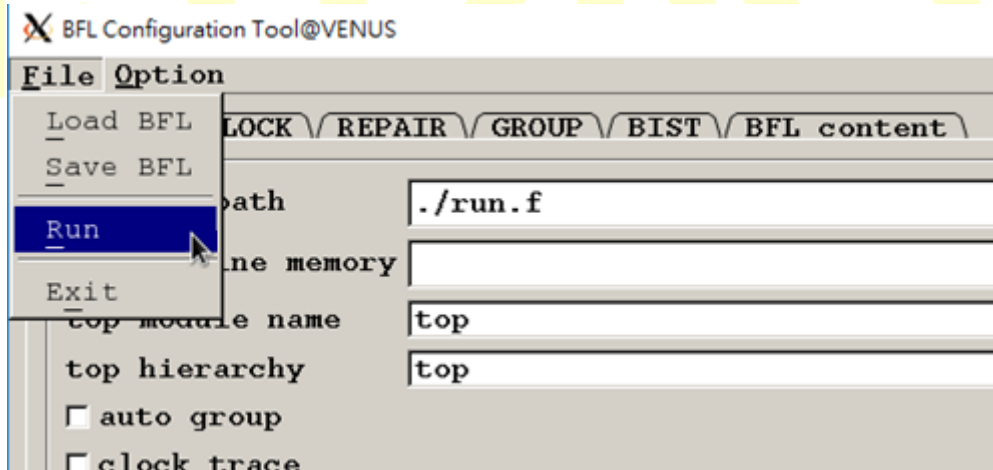 BFL Configuration Tool@VENUS
File Option
Load BFL
Save BFL
Run
Exit
LOCK REPAIR GROUP BIST BFL content
path ./run.f
ine memory
top module name top
top hierarchy top
auto group
clock trace